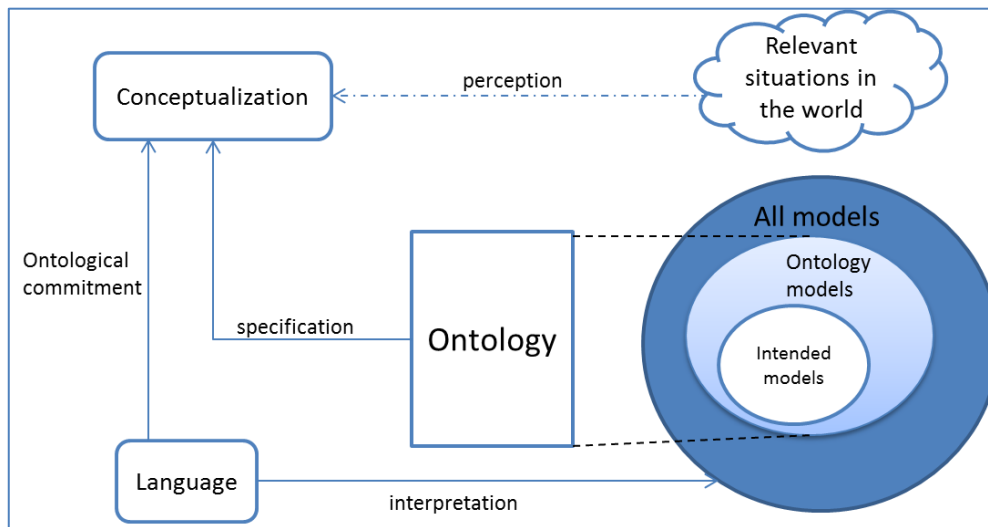 Relevant
situations in
the world
perception
Conceptualization
All models
Ontology
models
Ontological
commitment
specification
Ontology
Intended
models
Language
interpretation